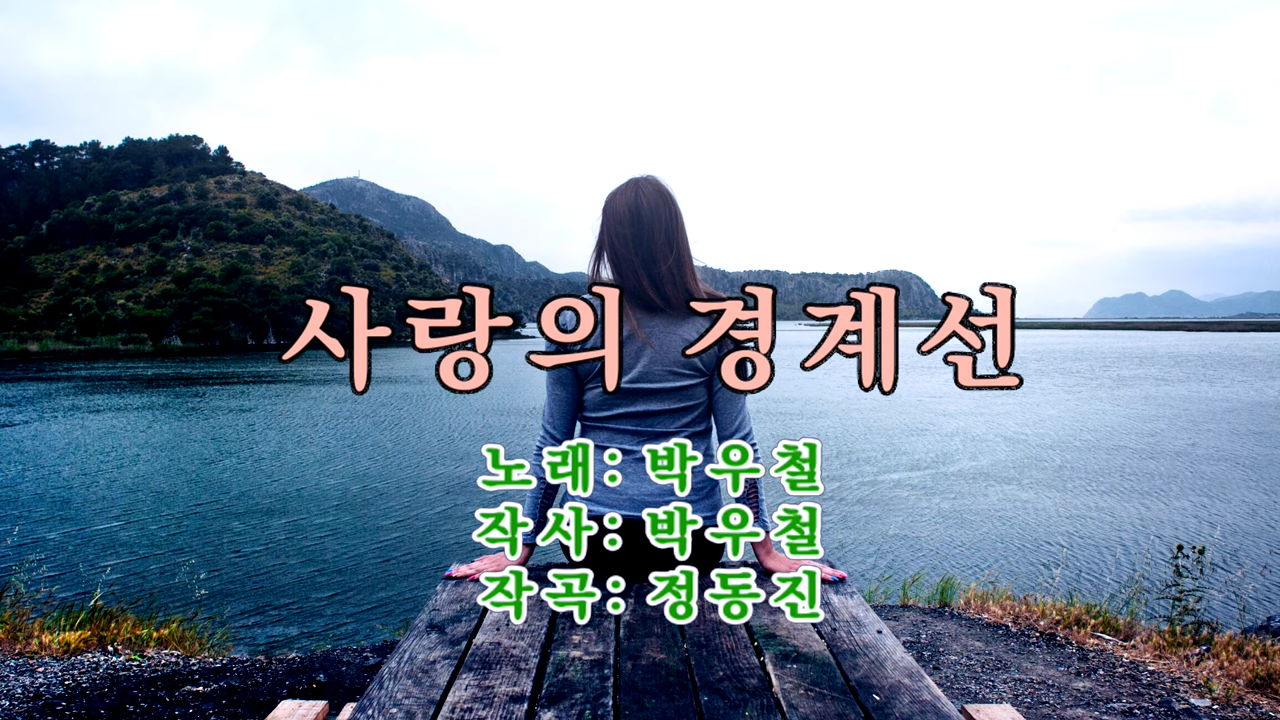 사랑의 경계선
노래: 박우철
작사: 박우철
작곡: 정동진